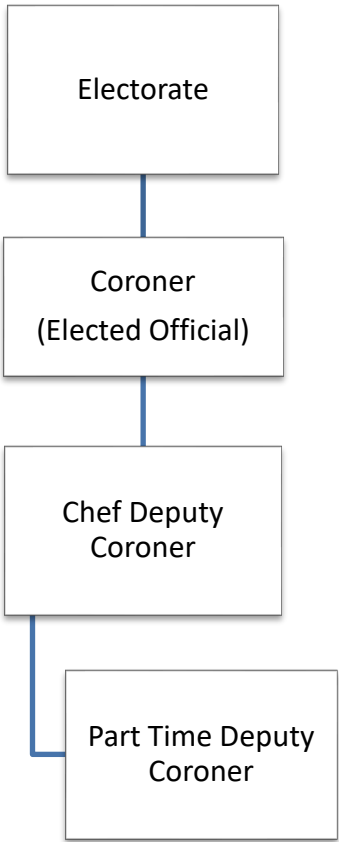 Electorate
Coroner
(Elected Official)
Chef Deputy
Coroner
Part Time Deputy
Coroner